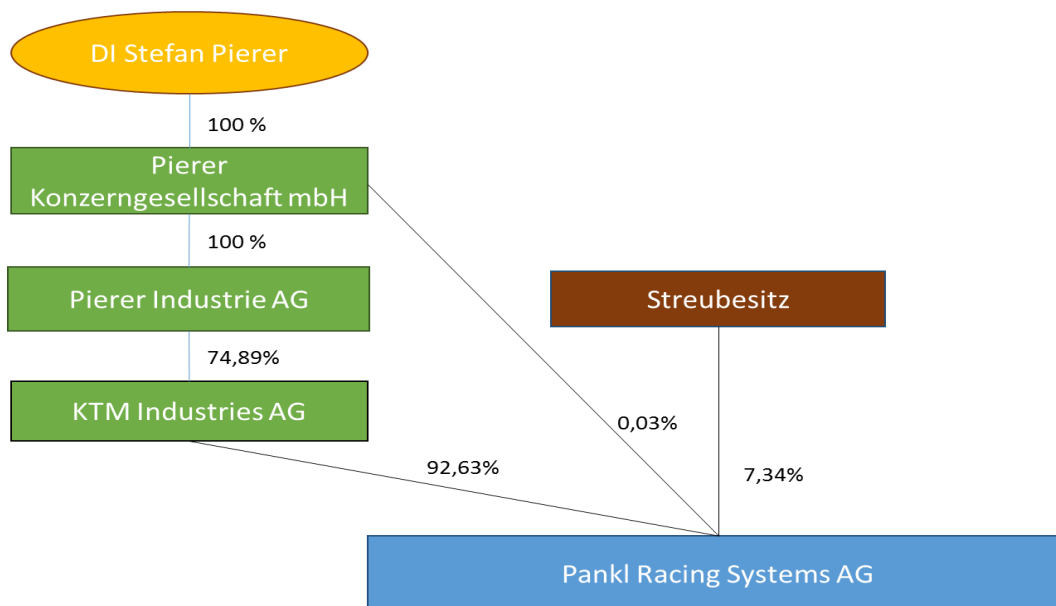 DI Stefan Pierer
100 %
Pierer
Konzerngesellschaft mbH
100 %
Pierer Industrie AG
Streubesitz
74,89%
KTM Industries AG
0,03%
92,63%
7,34%
Pankl Racing Systems AG